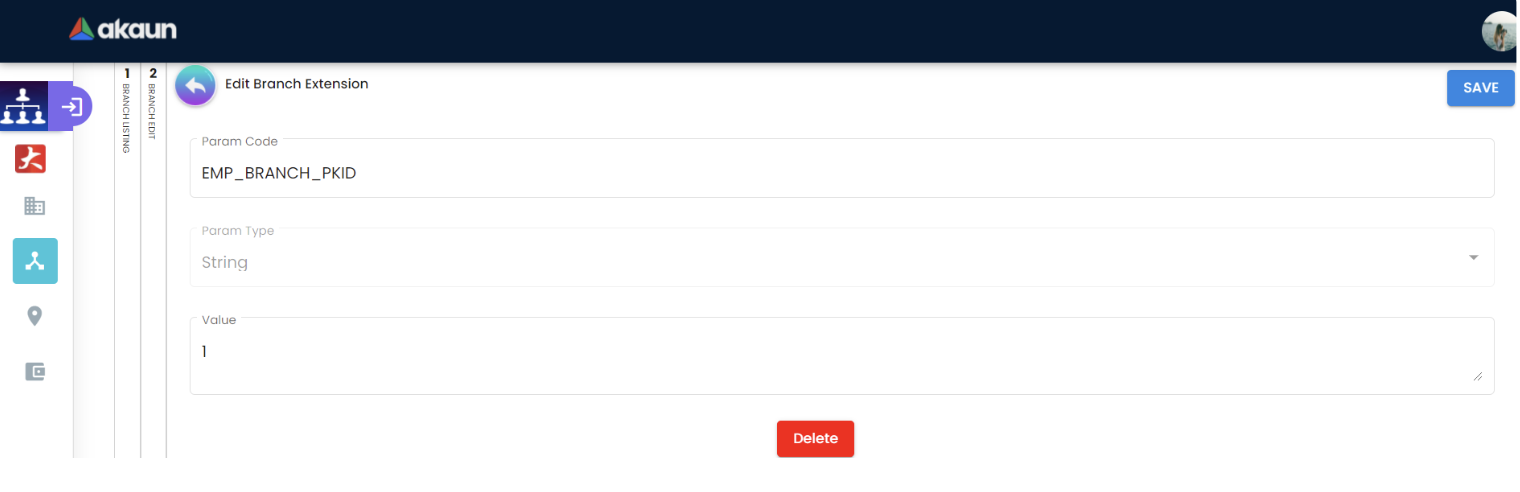 akaun
1
BRANCH LISTING
2
BRANCH EDIT
Edit Branch Extension
SAVE
Param Code
EMP_BRANCH_PKID
Param Type
String
Value
1
Delete